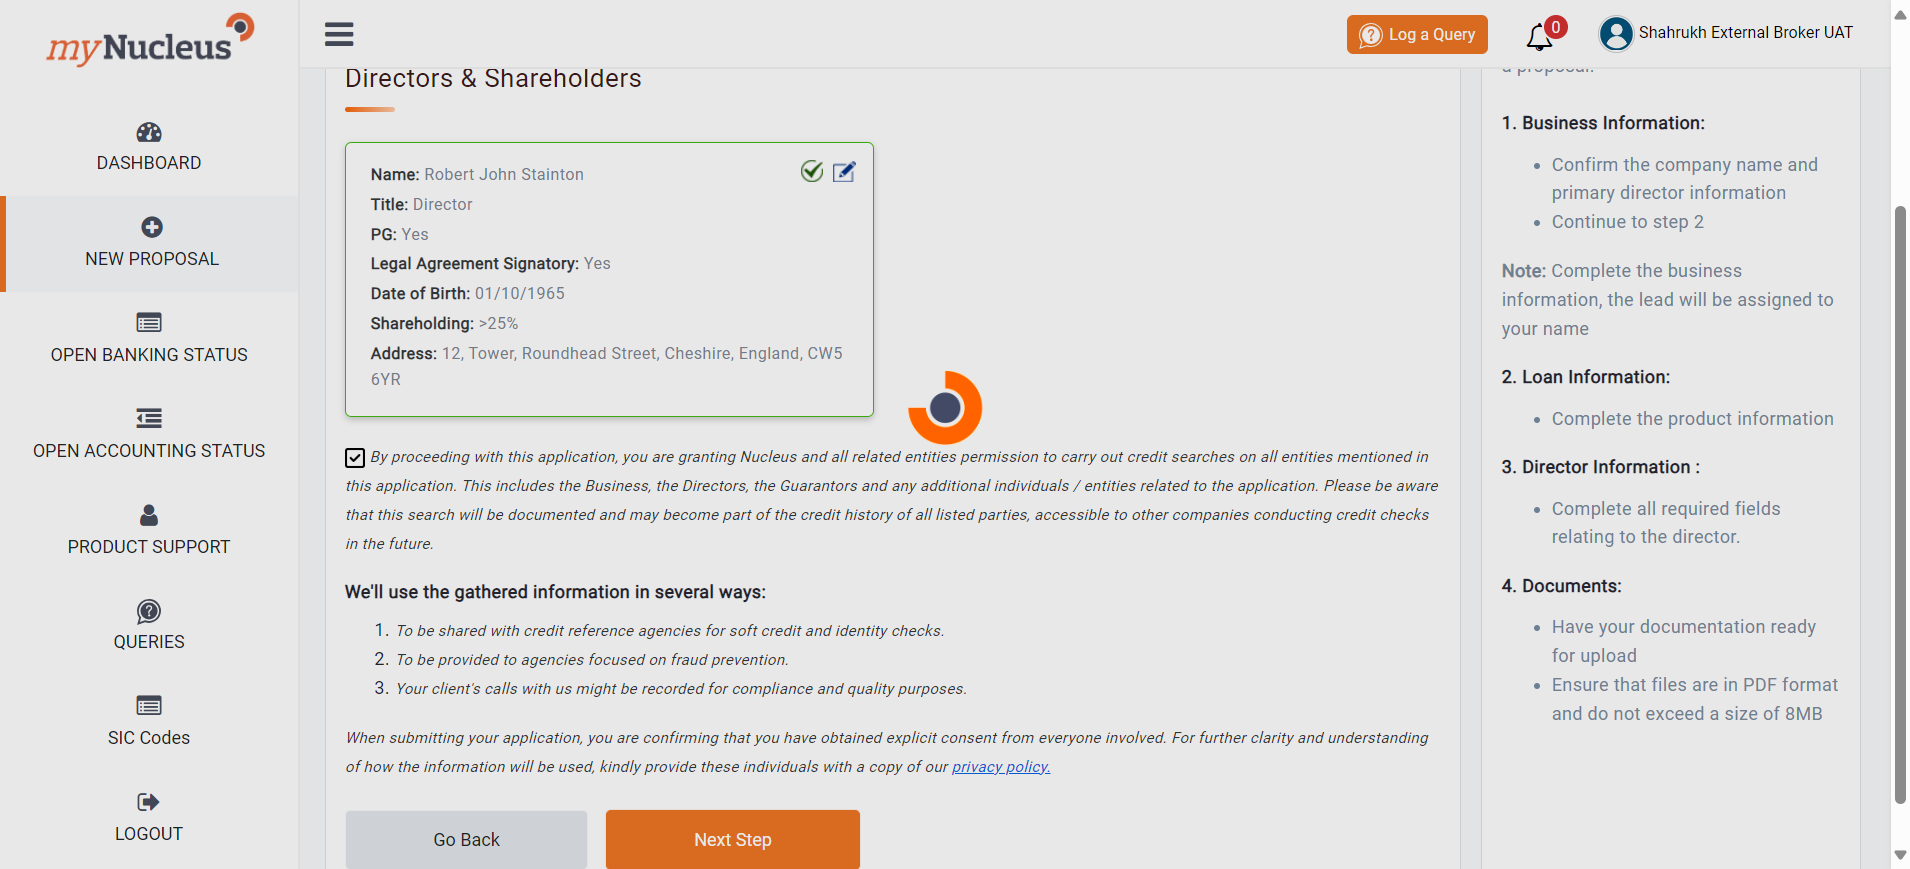 myNucleus
Log a Query
0
Shahrukh External Broker UAT
DASHBOARD
NEW PROPOSAL
OPEN BANKING STATUS
OPEN ACCOUNTING STATUS
PRODUCT SUPPORT
QUERIES
SIC Codes
LOGOUT
Directors & Shareholders
Name: Robert John Stainton
Title: Director
PG: Yes
Legal Agreement Signatory: Yes
Date of Birth: 01/10/1965
Shareholding: >25%
Address: 12, Tower, Roundhead Street, Cheshire, England, CW5
6YR
By proceeding with this application, you are granting Nucleus and all related entities permission to carry out credit searches on all entities mentioned in
this application. This includes the Business, the Directors, the Guarantors and any additional individuals / entities related to the application. Please be aware
that this search will be documented and may become part of the credit history of all listed parties, accessible to other companies conducting credit checks
in the future.
We'll use the gathered information in several ways:
1. To be shared with credit reference agencies for soft credit and identity checks.
2. To be provided to agencies focused on fraud prevention.
3. Your client's calls with us might be recorded for compliance and quality purposes.
When submitting your application, you are confirming that you have obtained explicit consent from everyone involved. For further clarity and understanding
of how the information will be used, kindly provide these individuals with a copy of our privacy policy.
Go Back
Next Step
a proposal.
1. Business Information:
• Confirm the company name and
primary director information
• Continue to step 2
Note: Complete the business
information, the lead will be assigned to
your name
2. Loan Information:
• Complete the product information
3. Director Information :
• Complete all required fields
relating to the director.
4. Documents:
• Have your documentation ready
for upload
• Ensure that files are in PDF format
and do not exceed a size of 8MB